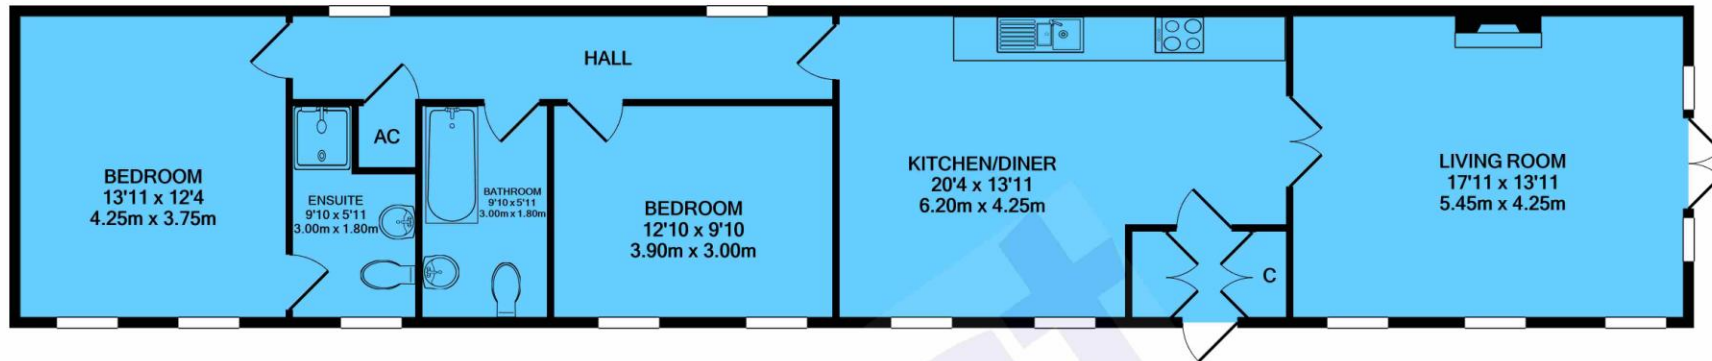 HALL
AC
BEDROOM
13'11 x 12'4
4.25m x 3.75m
ENSUITE
9'10 x 5'11
3.00m x 1.80m
BATHROOM
9'10 x 5'11
3.00m x 1.80m
BEDROOM
12'10 x 9'10
3.90m x 3.00m
KITCHEN/DINER
20'4 x 13'11
6.20m x 4.25m
C
LIVING ROOM
17'11 x 13'11
5.45m x 4.25m